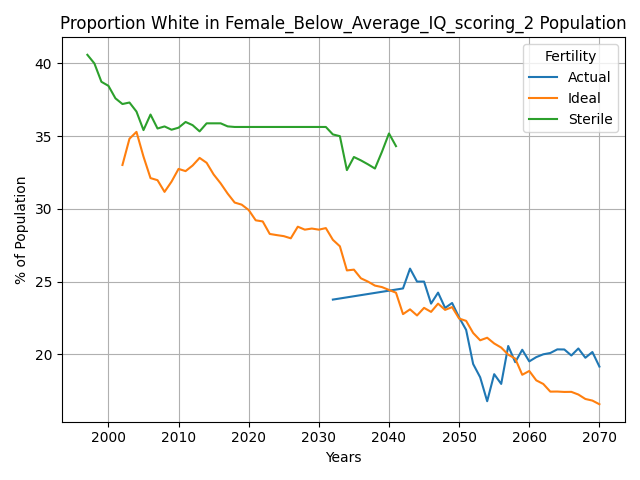 Proportion White in Female_Below_Average_IQ_scoring_2 Population
Fertility
Actual
Ideal
Sterile
% of Population
40
35
30
25
20
2000 2010 2020 2030 2040 2050 2060 2070
Years